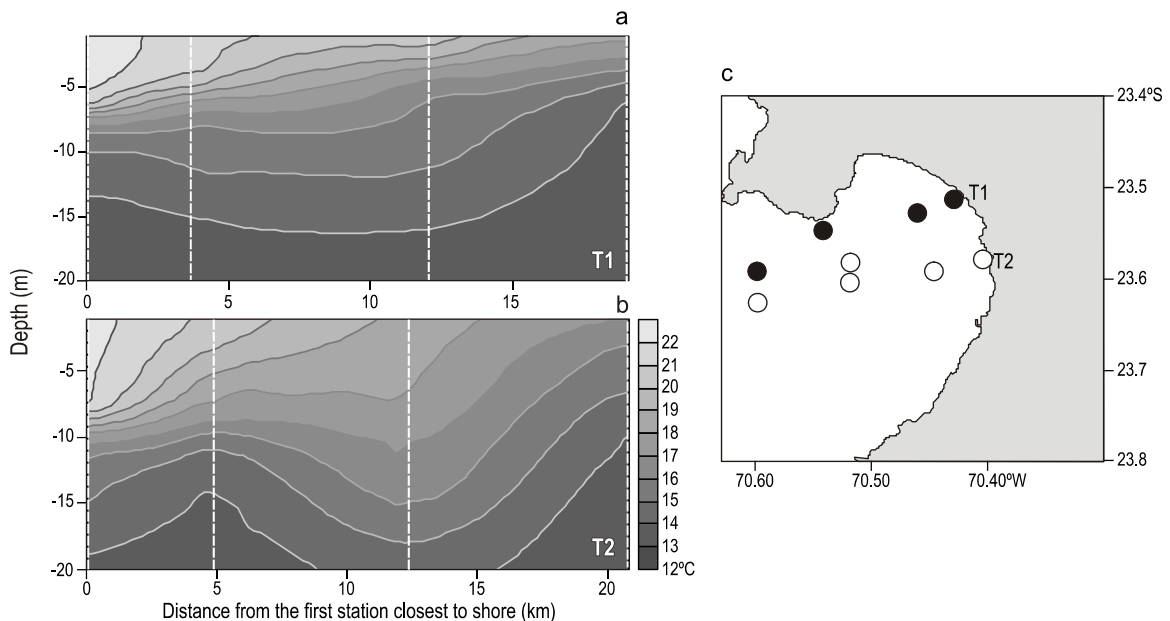 a
-5
-10
-15
-20
T1
0
5
10
15
Depth (m)
b
-5
-10
-15
-20
T2
0
5
10
15
20
Distance from the first station closest to shore (km)
22
21
20
19
18
17
16
15
14
13
12ºC
c
23.4ºS
23.5
23.6
23.7
23.8
T1
T2
70.60
70.50
70.40ºW